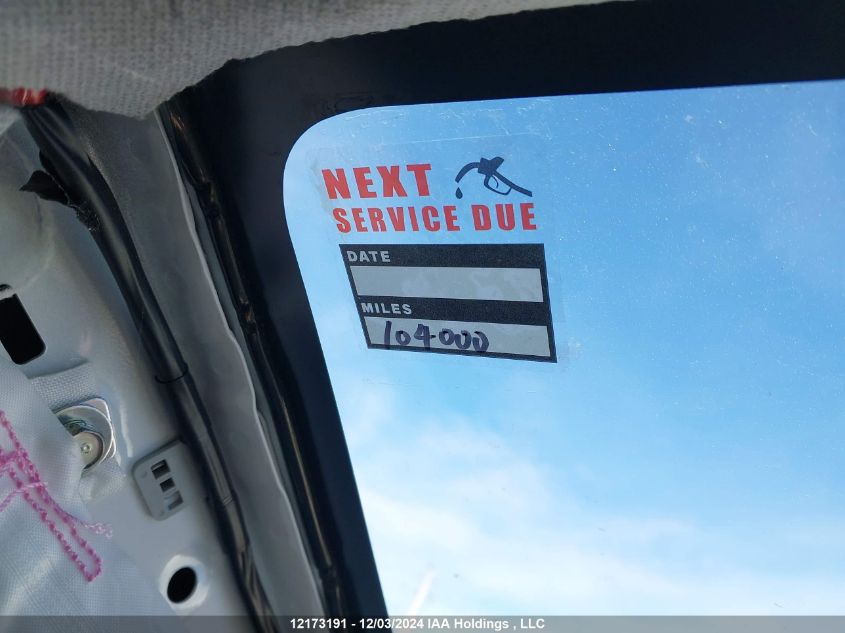 NEXT
SERVICE DUE
DATE
MILES
104000
12173191 - 12/03/2024 IAA Holdings , LLC